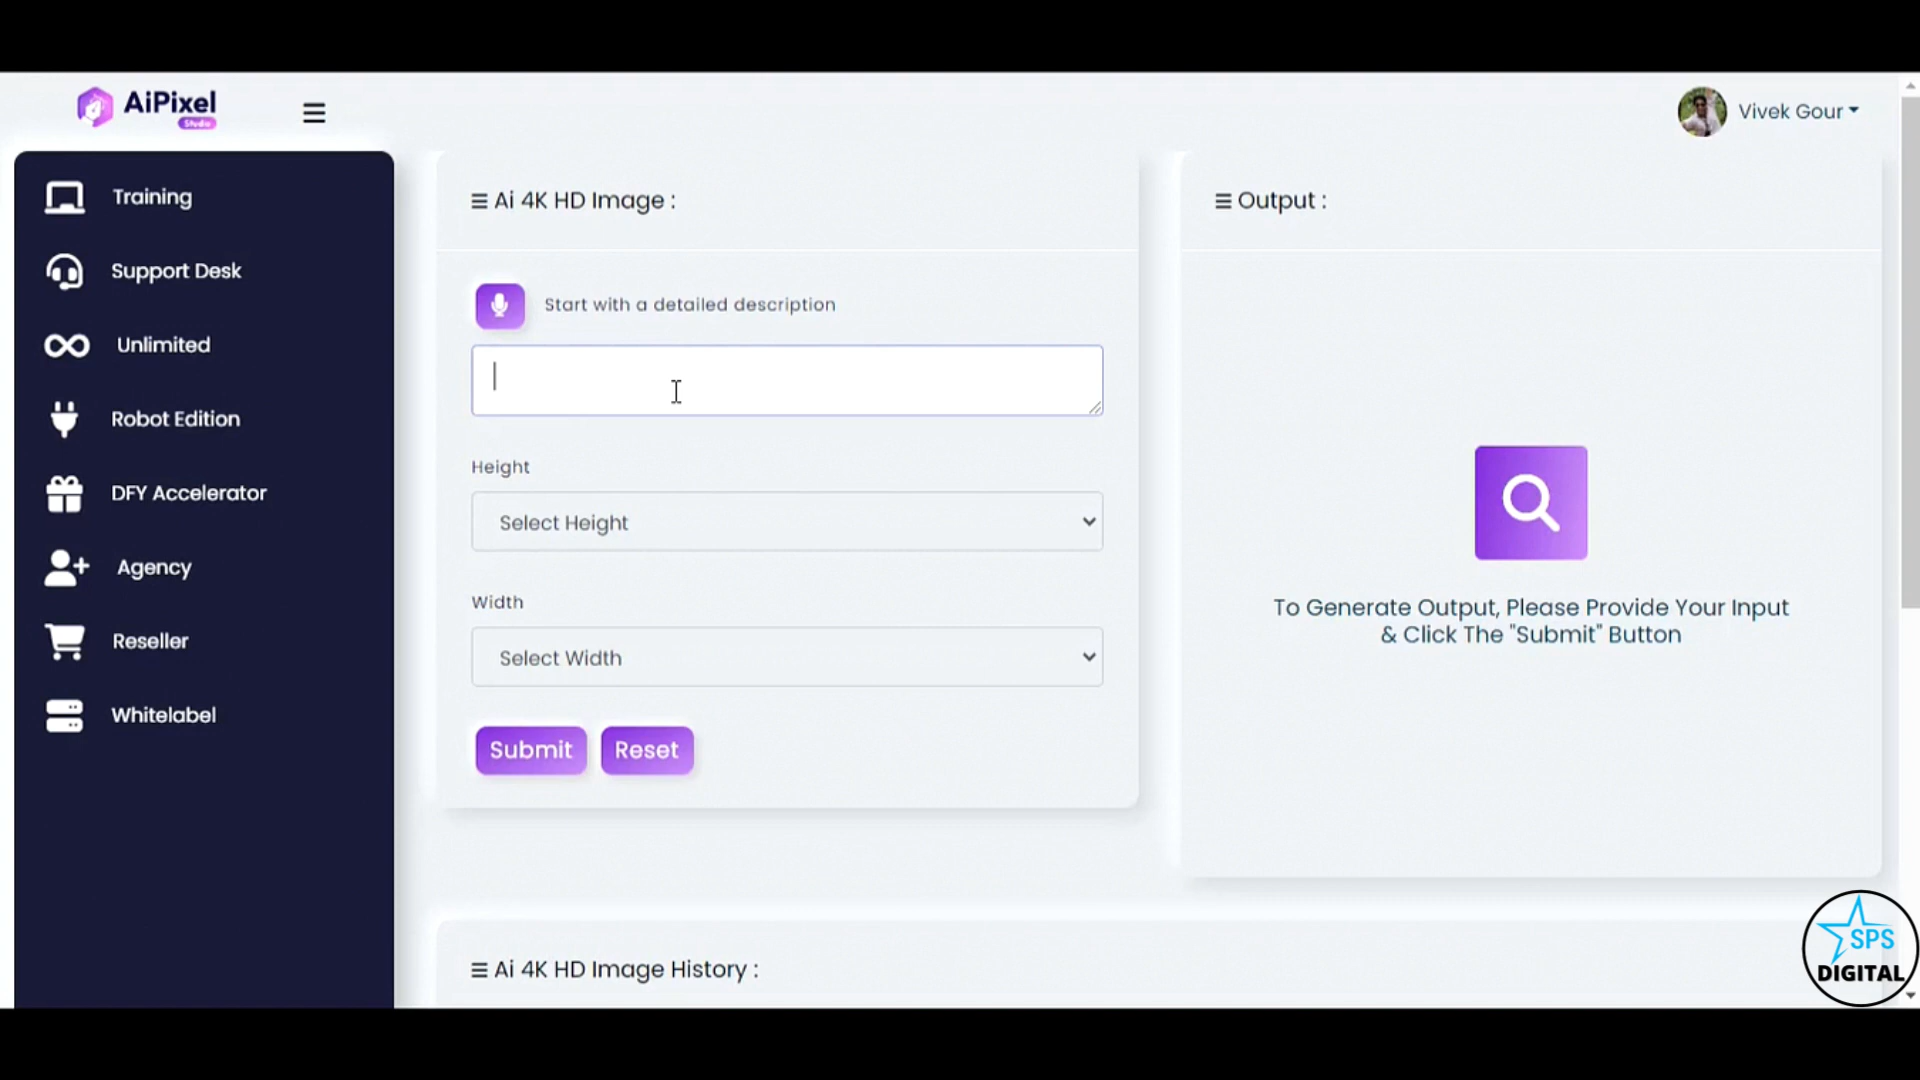 AiPixel
Studio
Vivek Gour
Training
Support Desk
Unlimited
Robot Edition
DFY Accelerator
Agency
Reseller
Whitelabel
Ai 4K HD Image :
Start with a detailed description
Height
Select Height
Width
Select Width
Submit
Reset
Output :
To Generate Output, Please Provide Your Input
& Click The "Submit" Button
Ai 4K HD Image History :
SPS
DIGITAL